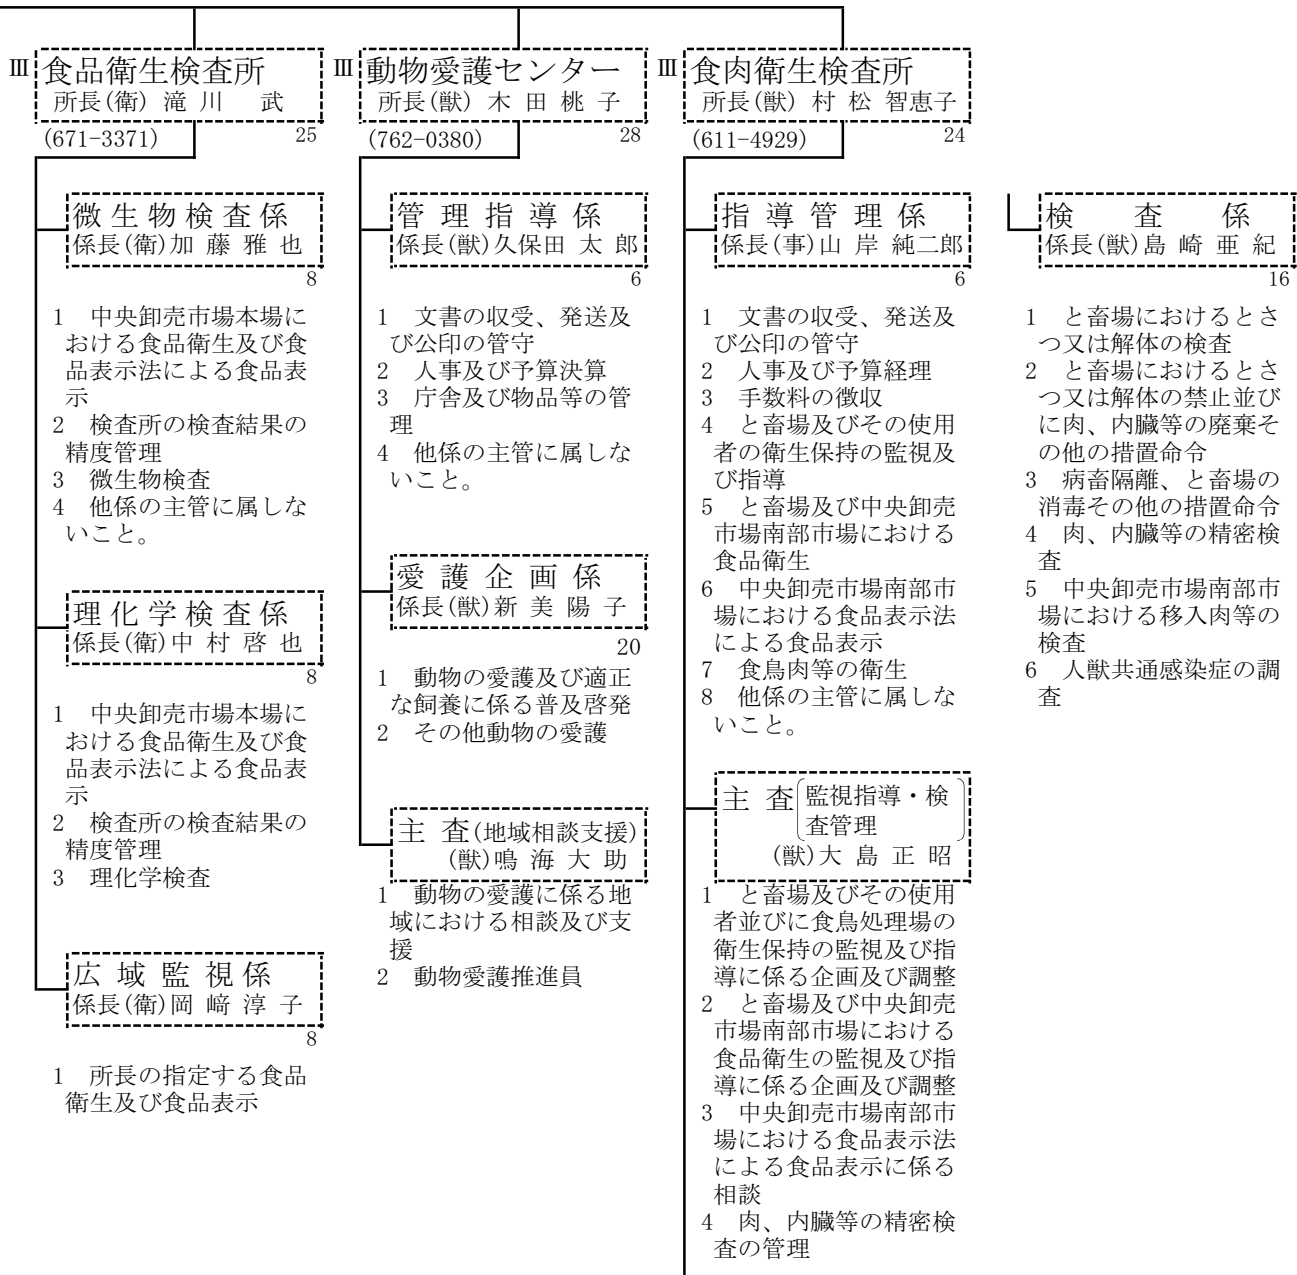 Ⅲ 食品衛生検査所
所長(衛) 滝川 武
(671-3371) 25
微生物検査係
係長(衛)加藤雅也
8
1 中央卸売市場本場に
おける食品衛生及び食
品表示法による食品表
示
2 検査所の検査結果の
精度管理
3 微生物検査
4 他係の主管に属しな
いこと。
理化学検査係
係長(衛)中村啓也
8
1 中央卸売市場本場に
おける食品衛生及び食
品表示法による食品表
示
2 検査所の検査結果の
精度管理
3 理化学検査
広域監視係
係長(衛)岡﨑淳子
8
1 所長の指定する食品
衛生及び食品表示
Ⅲ 動物愛護センター
所長(獣) 木田桃子
(762-0380) 28
管理指導係
係長(獣)久保田太郎
6
1 文書の収受、発送及
び公印の管守
2 人事及び予算決算
3 庁舎及び物品等の管
理
4 他係の主管に属しな
いこと。
愛護企画係
係長(獣)新美陽子
20
1 動物の愛護及び適正
な飼養に係る普及啓発
2 その他動物の愛護
主査(地域相談支援)
(獣)鳴海大助
1 動物の愛護に係る地
域における相談及び支
援
2 動物愛護推進員
Ⅲ 食肉衛生検査所
所長(獣) 村松智恵子
(611-4929) 24
指導管理係
係長(事)山岸純二郎
6
1 文書の収受、発送及
び公印の管守
2 人事及び予算経理
3 手数料の徴収
4 と畜場及びその使用
者の衛生保持の監視及
び指導
5 と畜場及び中央卸売
市場南部市場における
食品衛生
6 中央卸売市場南部市
場における食品表示法
による食品表示
7 食鳥肉等の衛生
8 他係の主管に属しな
いこと。
主査 監視指導・検
査管理
(獣)大島正昭
1 と畜場及びその使用
者並びに食鳥処理場の
衛生保持の監視及び指
導に係る企画及び調整
2 と畜場及び中央卸売
市場南部市場における
食品衛生の監視及び指
導に係る企画及び調整
3 中央卸売市場南部市
場における食品表示法
による食品表示に係る
相談
4 肉、内臓等の精密検
査の管理
検査係
係長(獣)島崎亜紀
16
1 と畜場におけるとさ
つ又は解体の検査
2 と畜場におけるとさ
つ又は解体の禁止並び
に肉、内臓等の廃棄そ
の他の措置命令
3 病畜隔離、と畜場の
消毒その他の措置命令
4 肉、内臓等の精密検
査
5 中央卸売市場南部市
場における移入肉等の
検査
6 人獣共通感染症の調
査